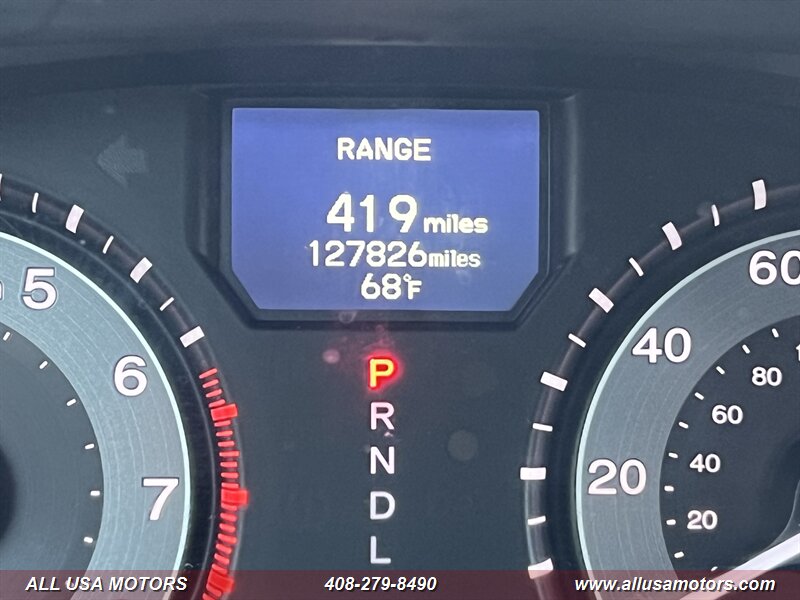 RANGE
419 miles
127826 miles
68°F
P
R
N
D
L
5
6
7
60
40
20
80
60
40
20
ALL USA MOTORS
408-279-8490
www.allusamotors.com